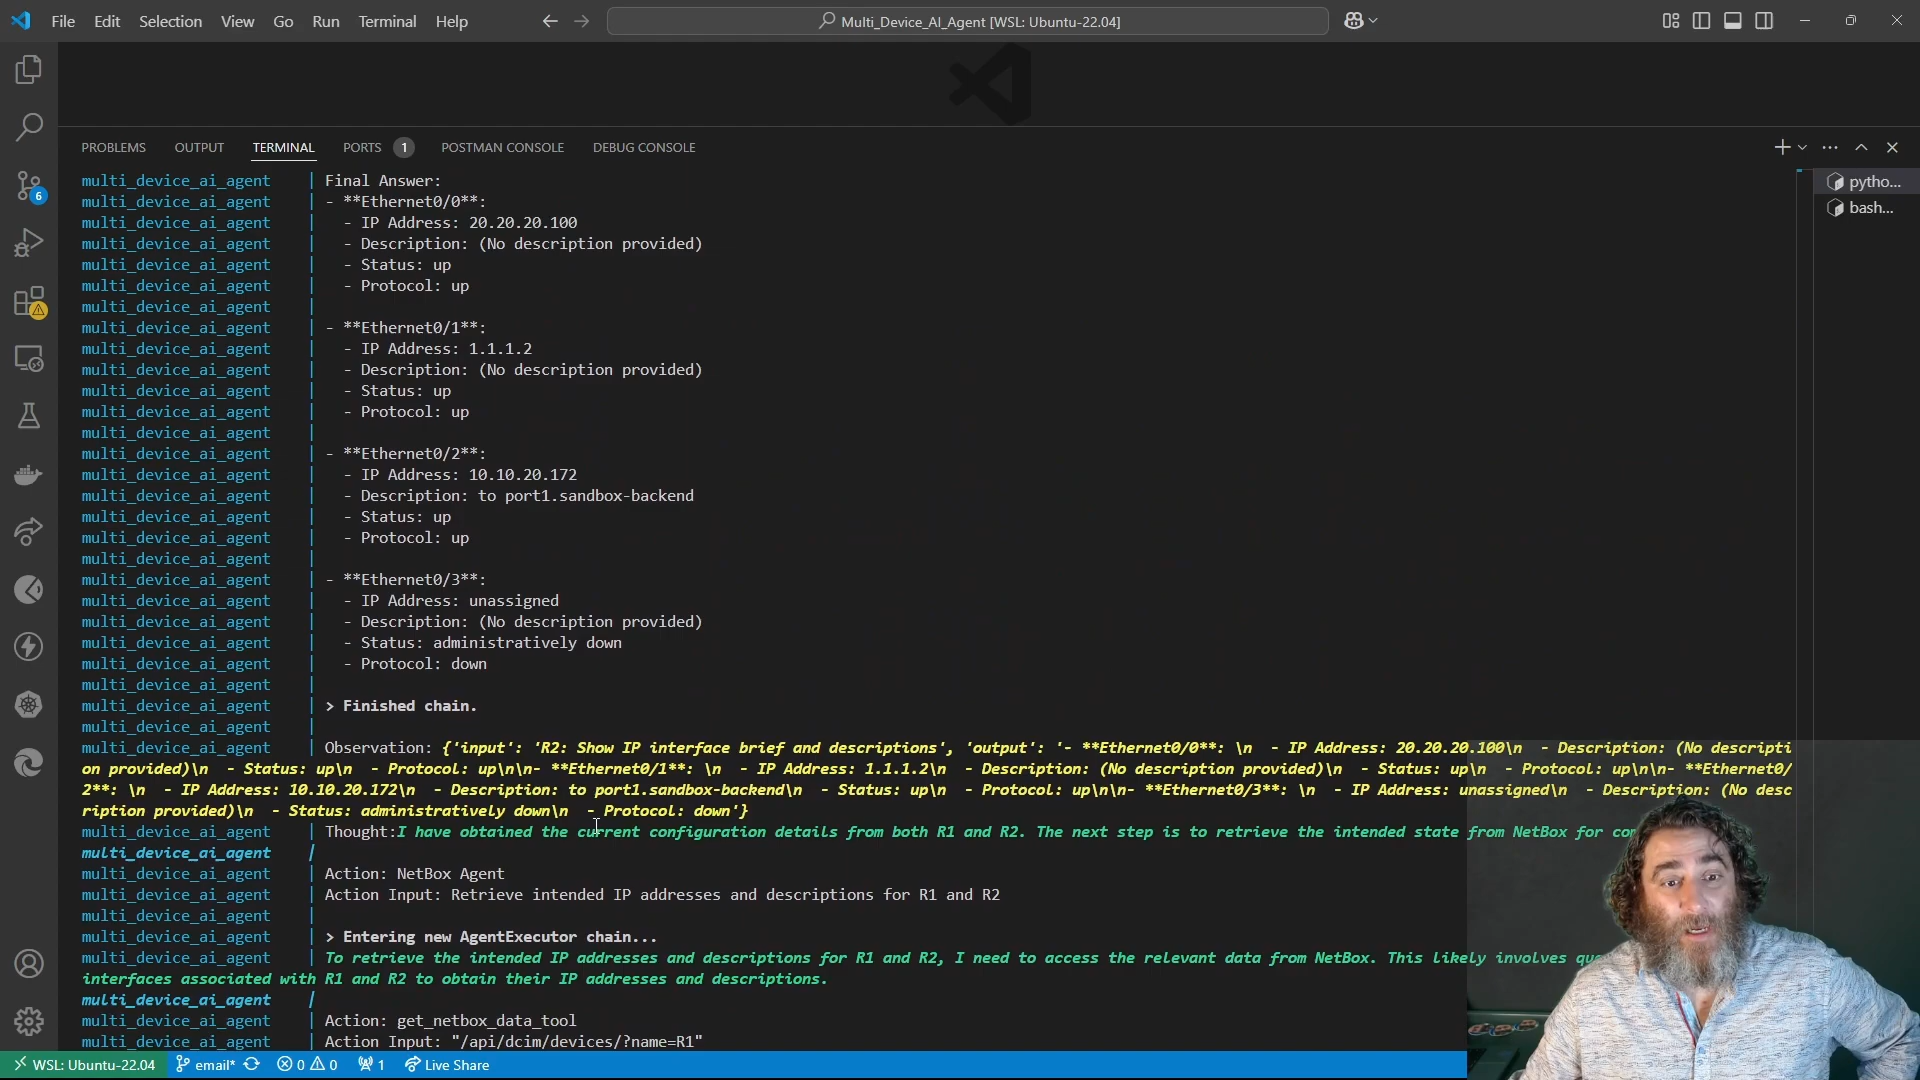 File Edit Selection View Go Run Terminal Help
Multi_Device_AI_Agent [WSL: Ubuntu-22.04]
PROBLEMS OUTPUT TERMINAL PORTS 1 POSTMAN CONSOLE DEBUG CONSOLE
pytho...
bash...
6
multi_device_ai_agent | Final Answer:
multi_device_ai_agent | - **Ethernet0/0**:
multi_device_ai_agent | - IP Address: 20.20.20.100
multi_device_ai_agent | - Description: (No description provided)
multi_device_ai_agent | - Status: up
multi_device_ai_agent | - Protocol: up
multi_device_ai_agent |
multi_device_ai_agent | - **Ethernet0/1**:
multi_device_ai_agent | - IP Address: 1.1.1.2
multi_device_ai_agent | - Description: (No description provided)
multi_device_ai_agent | - Status: up
multi_device_ai_agent | - Protocol: up
multi_device_ai_agent |
multi_device_ai_agent | - **Ethernet0/2**:
multi_device_ai_agent | - IP Address: 10.10.20.172
multi_device_ai_agent | - Description: to port1.sandbox-backend
multi_device_ai_agent | - Status: up
multi_device_ai_agent | - Protocol: up
multi_device_ai_agent |
multi_device_ai_agent | - **Ethernet0/3**:
multi_device_ai_agent | - IP Address: unassigned
multi_device_ai_agent | - Description: (No description provided)
multi_device_ai_agent | - Status: administratively down
multi_device_ai_agent | - Protocol: down
multi_device_ai_agent |
multi_device_ai_agent | > Finished chain.
multi_device_ai_agent |
multi_device_ai_agent | Observation: {'input': 'R2: Show IP interface brief and descriptions', 'output': '- **Ethernet0/0**: \n - IP Address: 20.20.20.100\n - Description: (No descripti
on provided)\n - Status: up\n - Protocol: up\n\n- **Ethernet0/1**: \n - IP Address: 1.1.1.2\n - Description: (No description provided)\n - Status: up\n - Protocol: up\n\n- **Ethernet0/
2**: \n - IP Address: 10.10.20.172\n - Description: to port1.sandbox-backend\n - Status: up\n - Protocol: up\n\n- **Ethernet0/3**: \n - IP Address: unassigned\n - Description: (No desc
ription provided)\n - Status: administratively down\n - Protocol: down'}
multi_device_ai_agent | Thought:I have obtained the current configuration details from both R1 and R2. The next step is to retrieve the intended state from NetBox for
multi_device_ai_agent |
multi_device_ai_agent | Action: NetBox Agent
multi_device_ai_agent | Action Input: Retrieve intended IP addresses and descriptions for R1 and R2
multi_device_ai_agent |
multi_device_ai_agent | > Entering new AgentExecutor chain...
multi_device_ai_agent | To retrieve the intended IP addresses and descriptions for R1 and R2, I need to access the relevant data from NetBox. This likely involves
interfaces associated with R1 and R2 to obtain their IP addresses and descriptions.
multi_device_ai_agent |
multi_device_ai_agent | Action: get_netbox_data_tool
multi_device_ai_agent | Action Input: "/api/dcim/devices/?name=R1"
WSL: Ubuntu-22.04 email* 0 0 1 Live Share